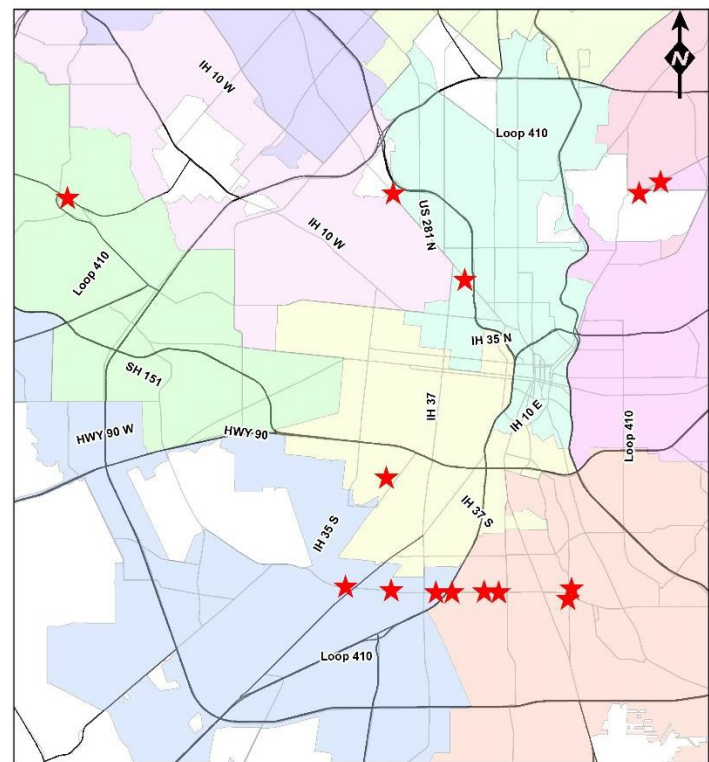 N
IH 10 W
Loop 410
US 281 N
IH 10 W
Loop 410
IH 35 N
SH 151
IH 37
IH 10 E
HWY 90 W
HWY 90
Loop 410
IH 37 S
IH 35 S
Loop 410